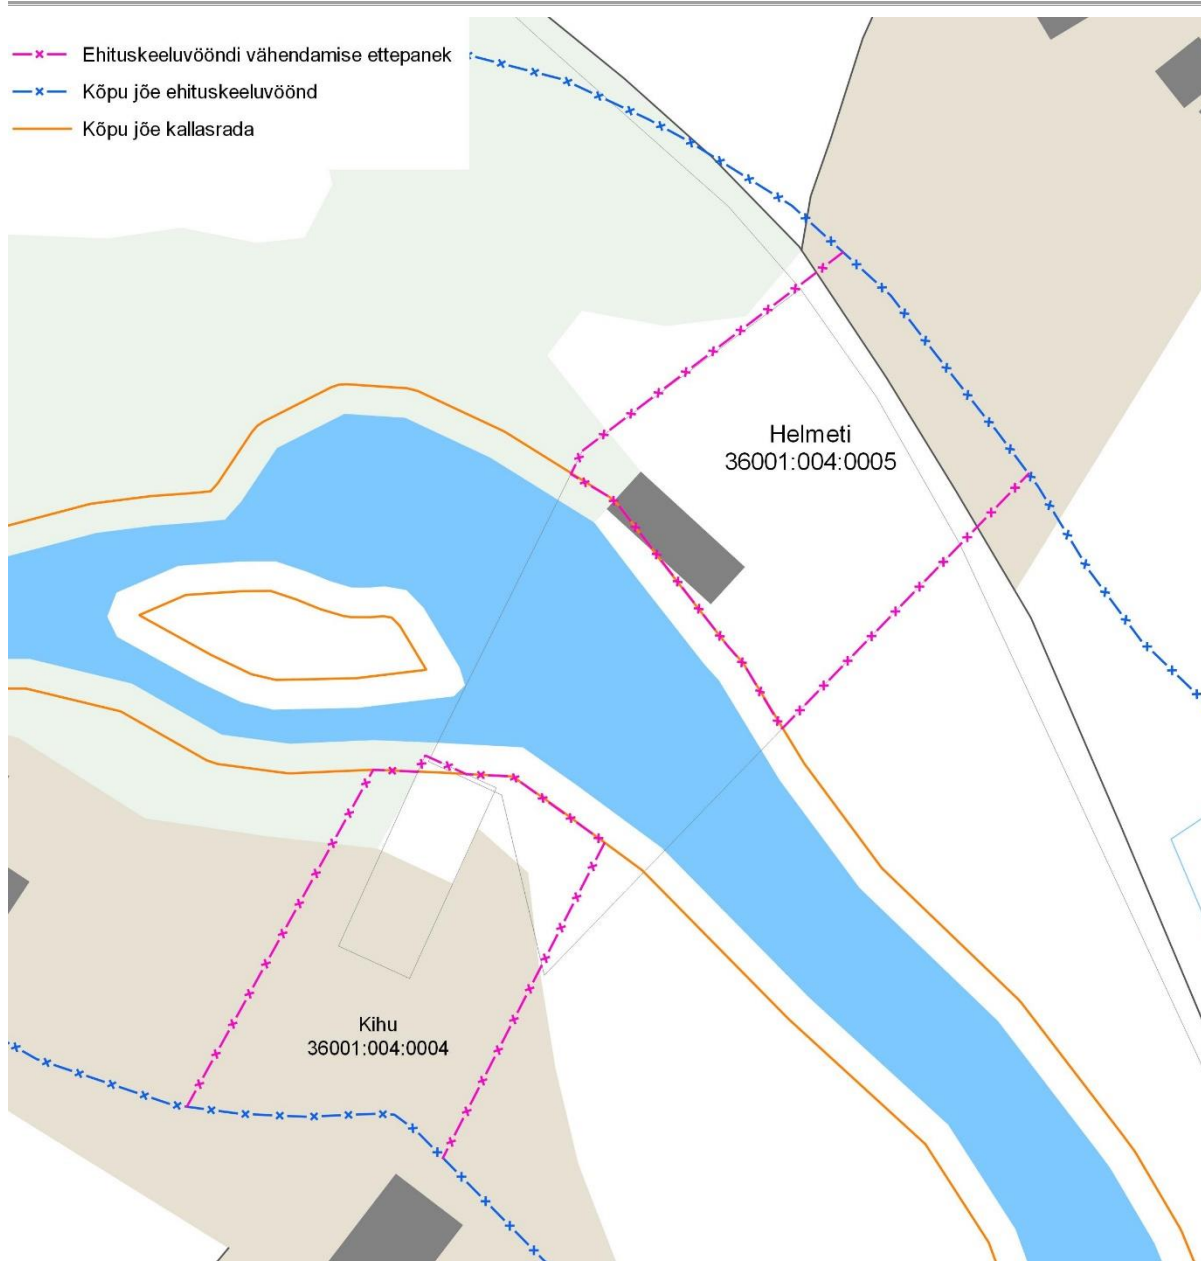 Ehituskeeluvööndi vähendamise ettepanek
Kõpu jõe ehituskeeluvöönd
Kõpu jõe kallasrada
Helmeti
36001:004:0005
Kihu
36001:004:0004